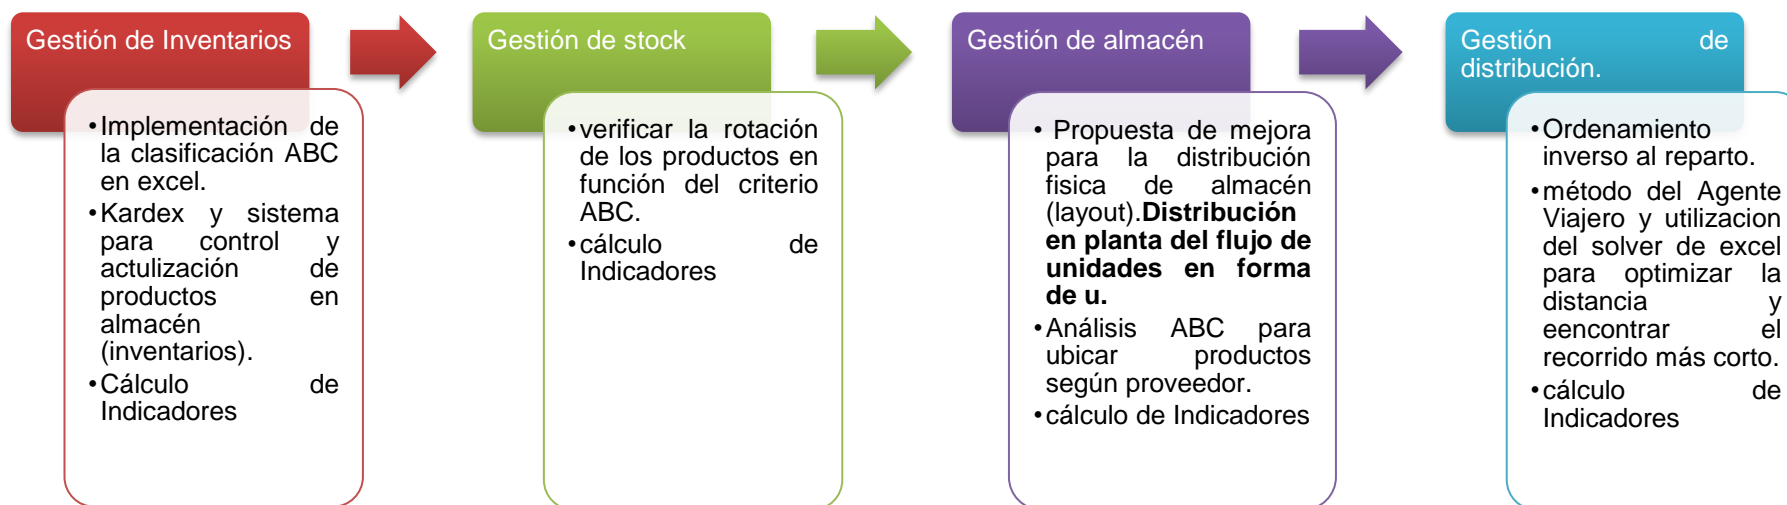 Gestión de Inventarios
•Implementación de
la clasificación ABC
en excel.
•Kardex y sistema
para control y
actulización de
productos en
almacén
(inventarios).
•Cálculo de
Indicadores
Gestión de stock
•verificar la rotación
de los productos en
función del criterio
ABC.
•cálculo de
Indicadores
Gestión de almacén
• Propuesta de mejora
para la distribución
fisica de almacén
(layout).Distribución
en planta del flujo de
unidades en forma
de u.
•Análisis ABC para
ubicar productos
según proveedor.
•cálculo de Indicadores
Gestión de
distribución.
•Ordenamiento
inverso al reparto.
•método del Agente
Viajero y utilizacion
del solver de excel
para optimizar la
distancia y
eencontrar el
recorrido más corto.
•cálculo de
Indicadores